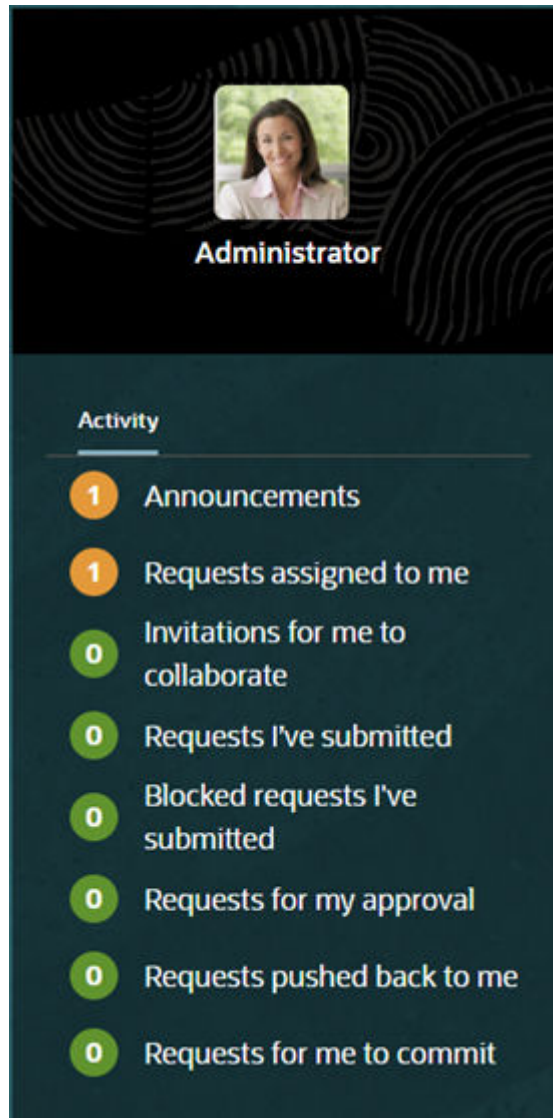 Administrator
Activity
1 Announcements
1 Requests assigned to me
0 Invitations for me to
collaborate
0 Requests I've submitted
0 Blocked requests I've
submitted
0 Requests for my approval
0 Requests pushed back to me
0 Requests for me to commit